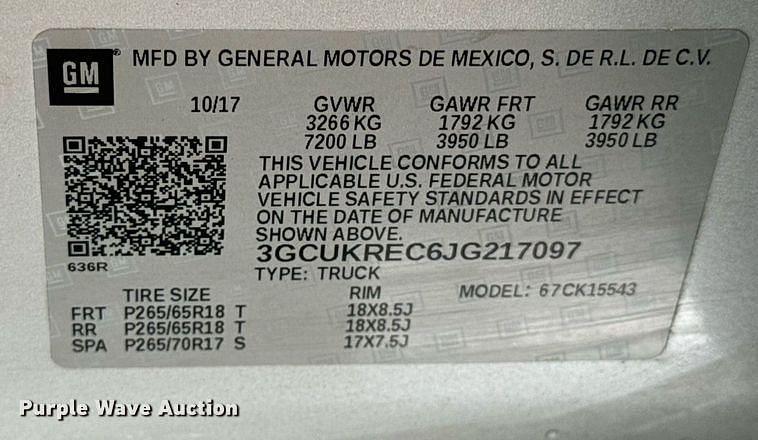 GM ® MFD BY GENERAL MOTORS DE MEXICO, S. DE R.L. DE C.V.
10/17 GVWR GAWR FRT GAWR RR
3266 KG 1792 KG 1792 KG
7200 LB 3950 LB 3950 LB
THIS VEHICLE CONFORMS TO ALL
APPLICABLE U.S. FEDERAL MOTOR
VEHICLE SAFETY STANDARDS IN EFFECT
ON THE DATE OF MANUFACTURE
SHOWN ABOVE.
3GCUKREC6JG217097
636R
TYPE: TRUCK
TIRE SIZE RIM MODEL: 67CK15543
FRT P265/65R18 T 18X8.5J
RR P265/65R18 T 18X8.5J
SPA P265/70R17 S 17X7.5J
Purple Wave Auction